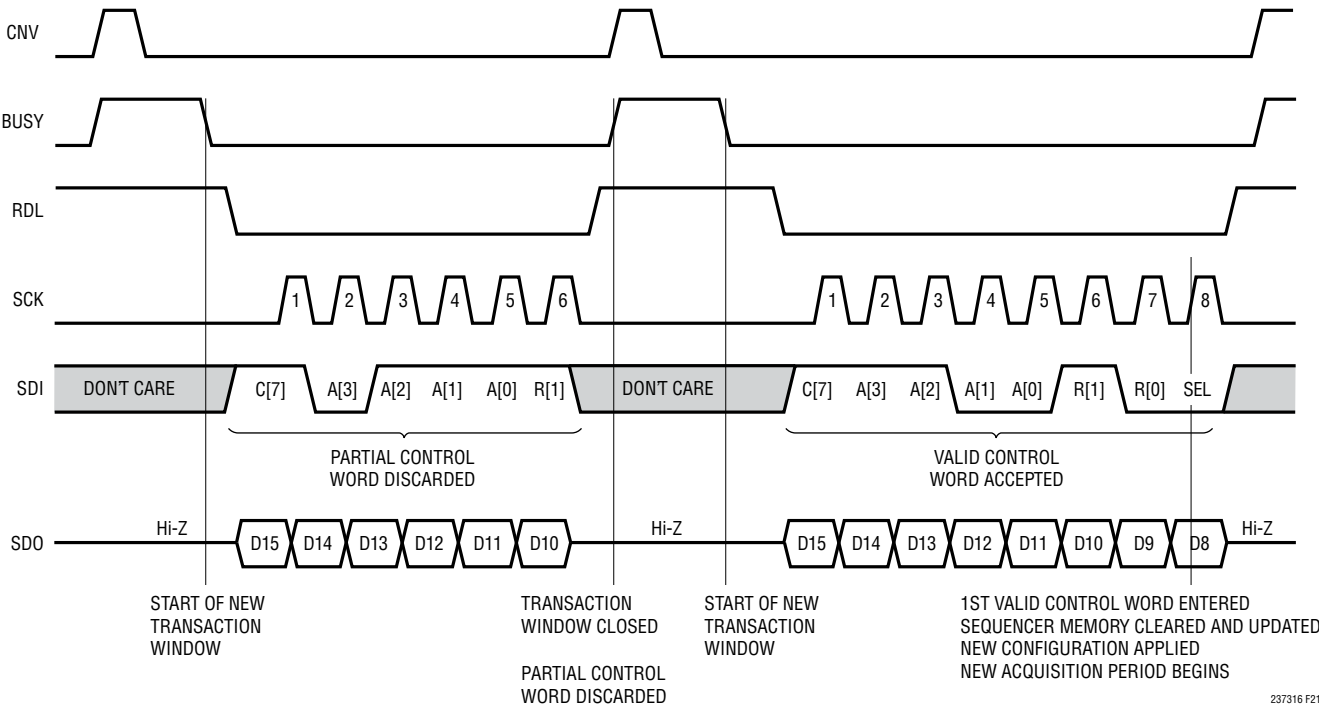 CNV
BUSY
RDL
SCK
1 2 3 4 5 6 1 2 3 4 5 6 7 8
SDI
DON'T CARE C[7] A[3] A[2] A[1] A[0] R[1] DON'T CARE C[7] A[3] A[2] A[1] A[0] R[1] R[0] SEL
PARTIAL CONTROL
WORD DISCARDED
VALID CONTROL
WORD ACCEPTED
SDO
Hi-Z D15 D14 D13 D12 D11 D10 Hi-Z D15 D14 D13 D12 D11 D10 D9 D8 Hi-Z
START OF NEW
TRANSACTION
WINDOW
TRANSACTION
WINDOW CLOSED
PARTIAL CONTROL
WORD DISCARDED
START OF NEW
TRANSACTION
WINDOW
1ST VALID CONTROL WORD ENTERED
SEQUENCER MEMORY CLEARED AND UPDATED
NEW CONFIGURATION APPLIED
NEW ACQUISITION PERIOD BEGINS
237316 F21